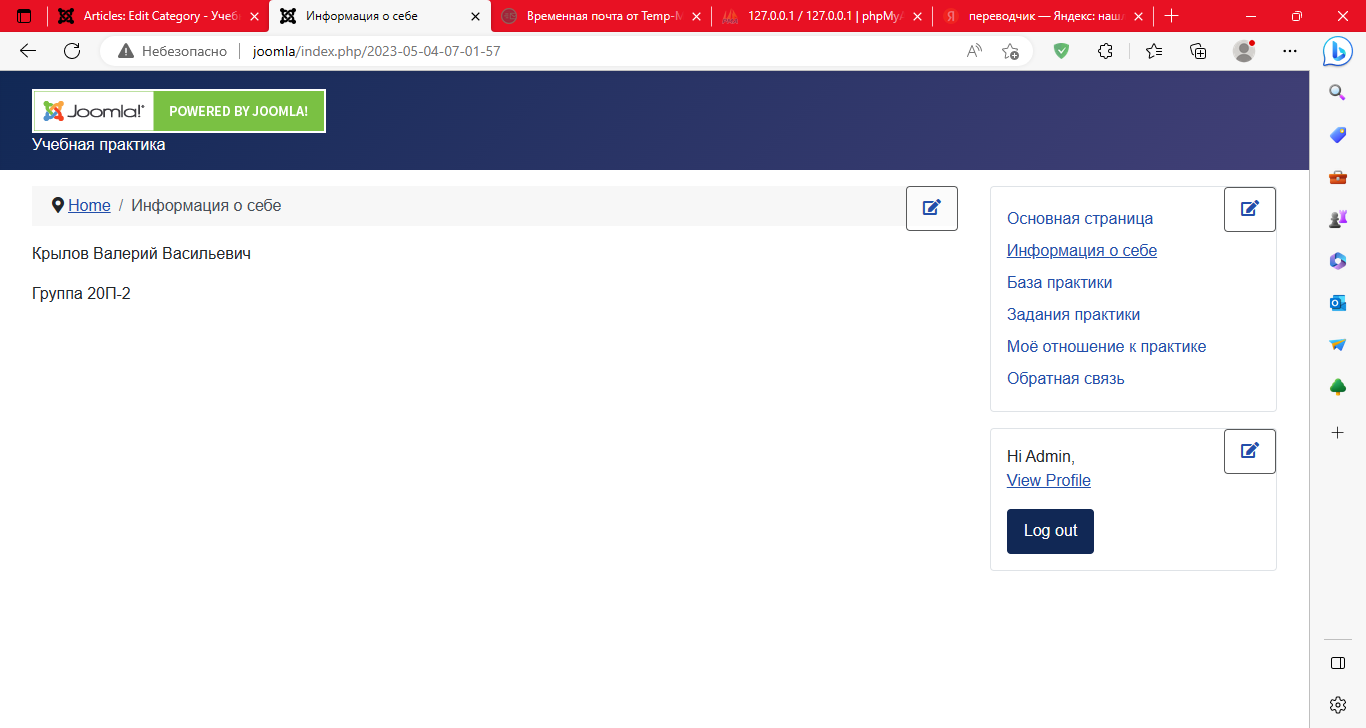 Articles: Edit Category - Учеб
Информация о себе
Временная почта от Temp-M
127.0.0.1 / 127.0.0.1 | phpMyA
Я переводчик — Яндекс: наш
Небезопасно
joomla/index.php/2023-05-04-07-01-57
Joomla!® POWERED BY JOOMLA!
Учебная практика
Home / Информация о себе
Крылов Валерий Васильевич
Группа 20П-2
Основная страница
Информация о себе
База практики
Задания практики
Моё отношение к практике
Обратная связь
Hi Admin,
View Profile
Log out